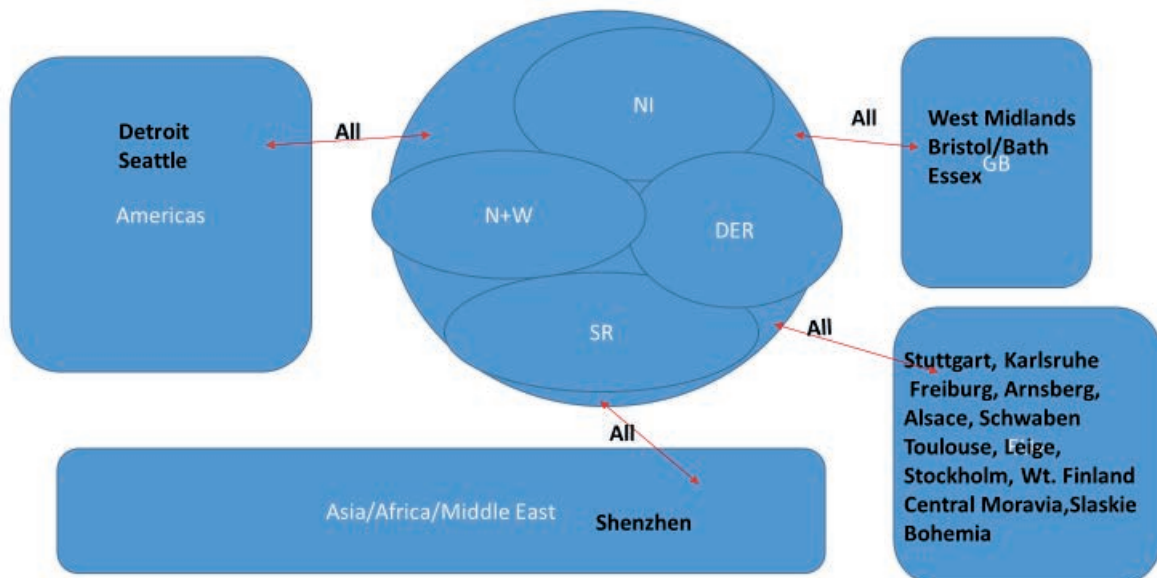 NI
Detroit
Seattle
All
All
West Midlands
Bristol/Bath
GB
Essex
Americas
N+W
DER
SR
All
Stuttgart, Karlsruhe
Freiburg, Arnsberg,
Alsace, Schwaben
Toulouse, Leige,
Stockholm, Wt. Finland
Central Moravia,Slaskie
Bohemia
All
Asia/Africa/Middle East
Shenzhen